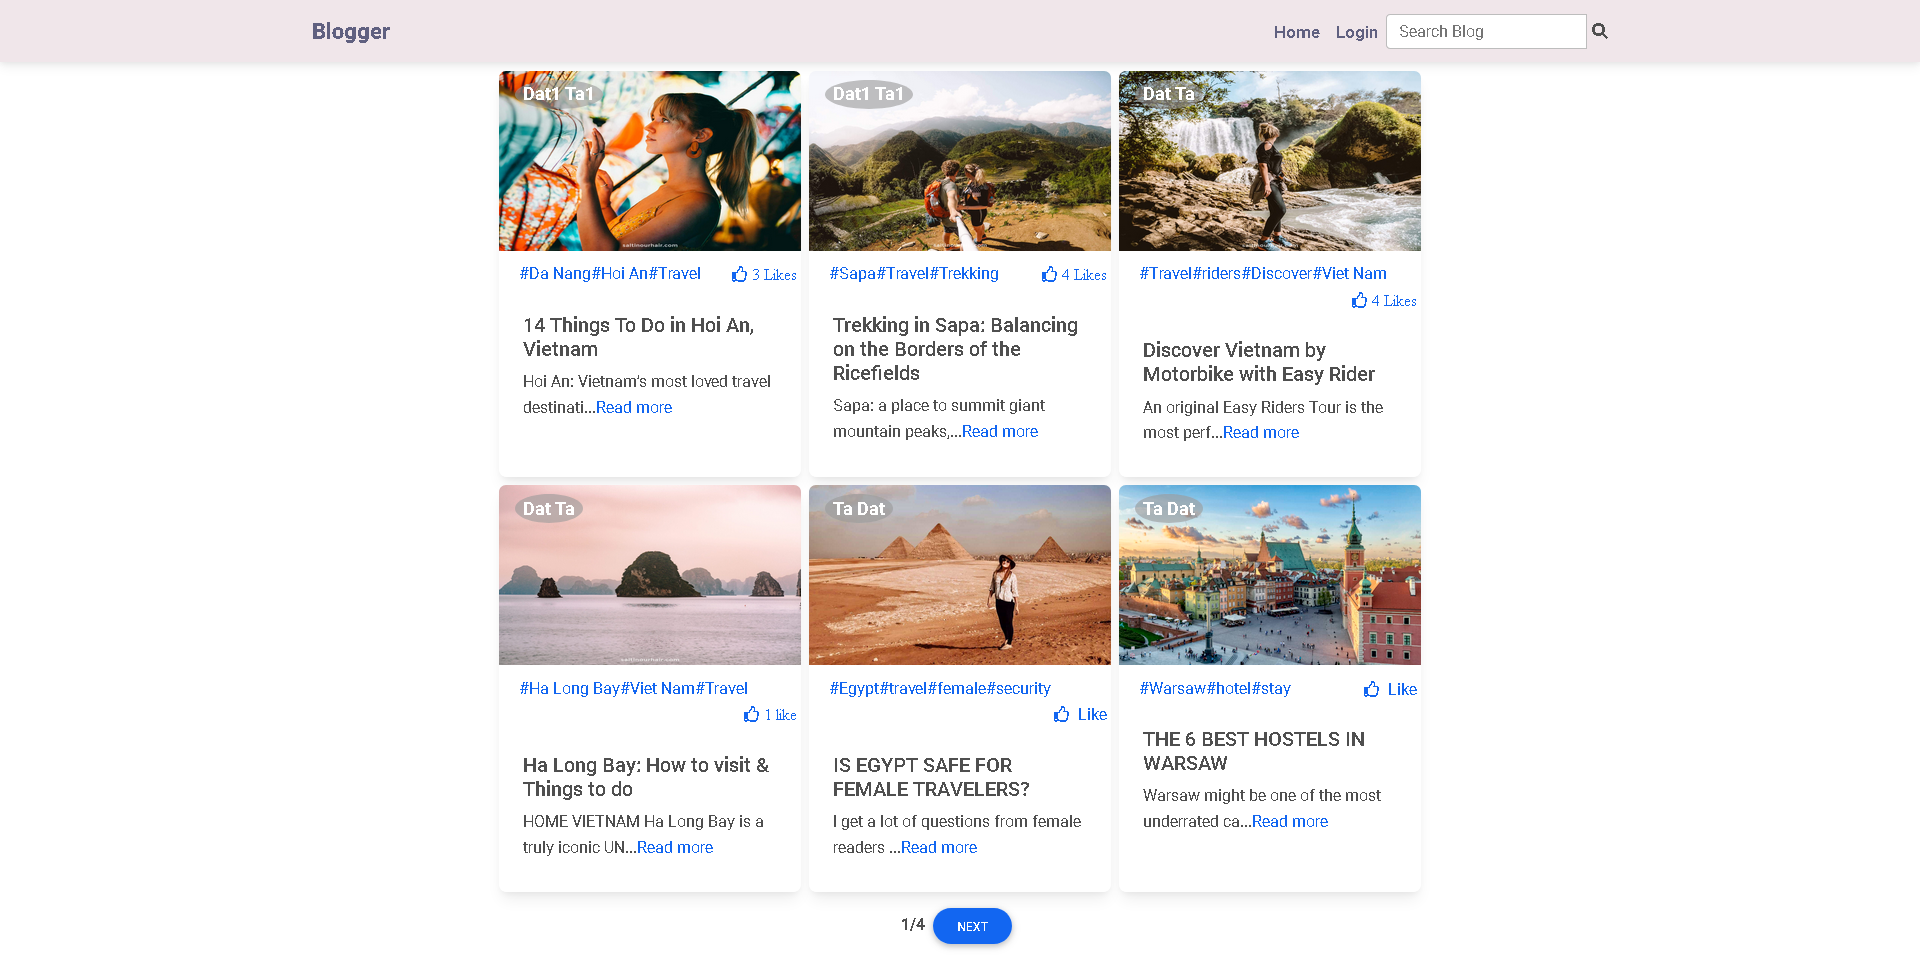 Blogger
Home Login Search Blog
Dat1 Ta1
saltinourhair.com
#Da Nang#Hoi An#Travel
3 Likes
14 Things To Do in Hoi An,
Vietnam
Hoi An: Vietnam's most loved travel
destinati...Read more
Dat1 Ta1
#Sapa#Travel#Trekking
4 Likes
Trekking in Sapa: Balancing
on the Borders of the
Ricefields
Sapa: a place to summit giant
mountain peaks,...Read more
Dat Ta
saltinourhair.com
#Travel#riders#Discover#Viet Nam
4 Likes
Discover Vietnam by
Motorbike with Easy Rider
An original Easy Riders Tour is the
most perf...Read more
Dat Ta
saltinourhair.com
#Ha Long Bay#Viet Nam#Travel
1 like
Ha Long Bay: How to visit &
Things to do
HOME VIETNAM Ha Long Bay is a
truly iconic UN...Read more
Ta Dat
#Egypt#travel#female#security
Like
IS EGYPT SAFE FOR
FEMALE TRAVELERS?
I get a lot of questions from female
readers ...Read more
Ta Dat
#Warsaw#hotel#stay
Like
THE 6 BEST HOSTELS IN
WARSAW
Warsaw might be one of the most
underrated ca...Read more
1/4 NEXT